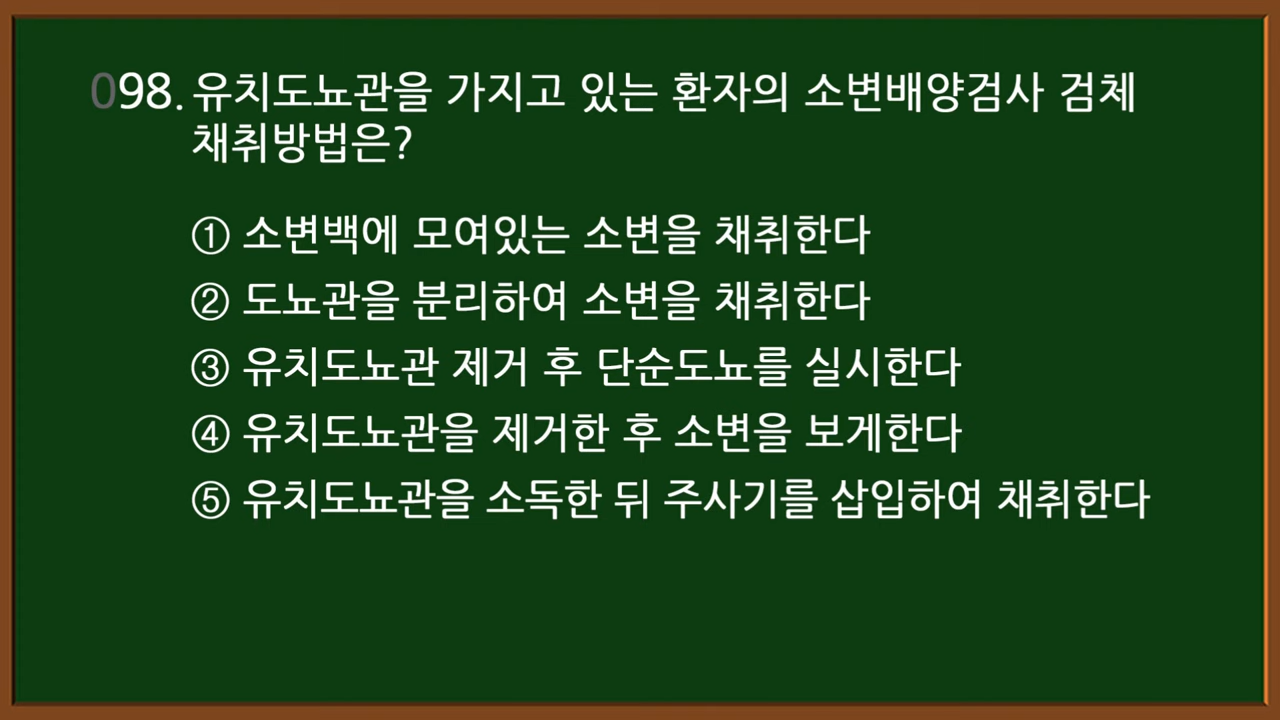 098. 유치도뇨관을 가지고 있는 환자의 소변배양검사 검체
채취방법은?
① 소변백에 모여있는 소변을 채취한다
② 도뇨관을 분리하여 소변을 채취한다
③ 유치도뇨관 제거 후 단순도뇨를 실시한다
④ 유치도뇨관을 제거한 후 소변을 보게한다
⑤ 유치도뇨관을 소독한 뒤 주사기를 삽입하여 채취한다